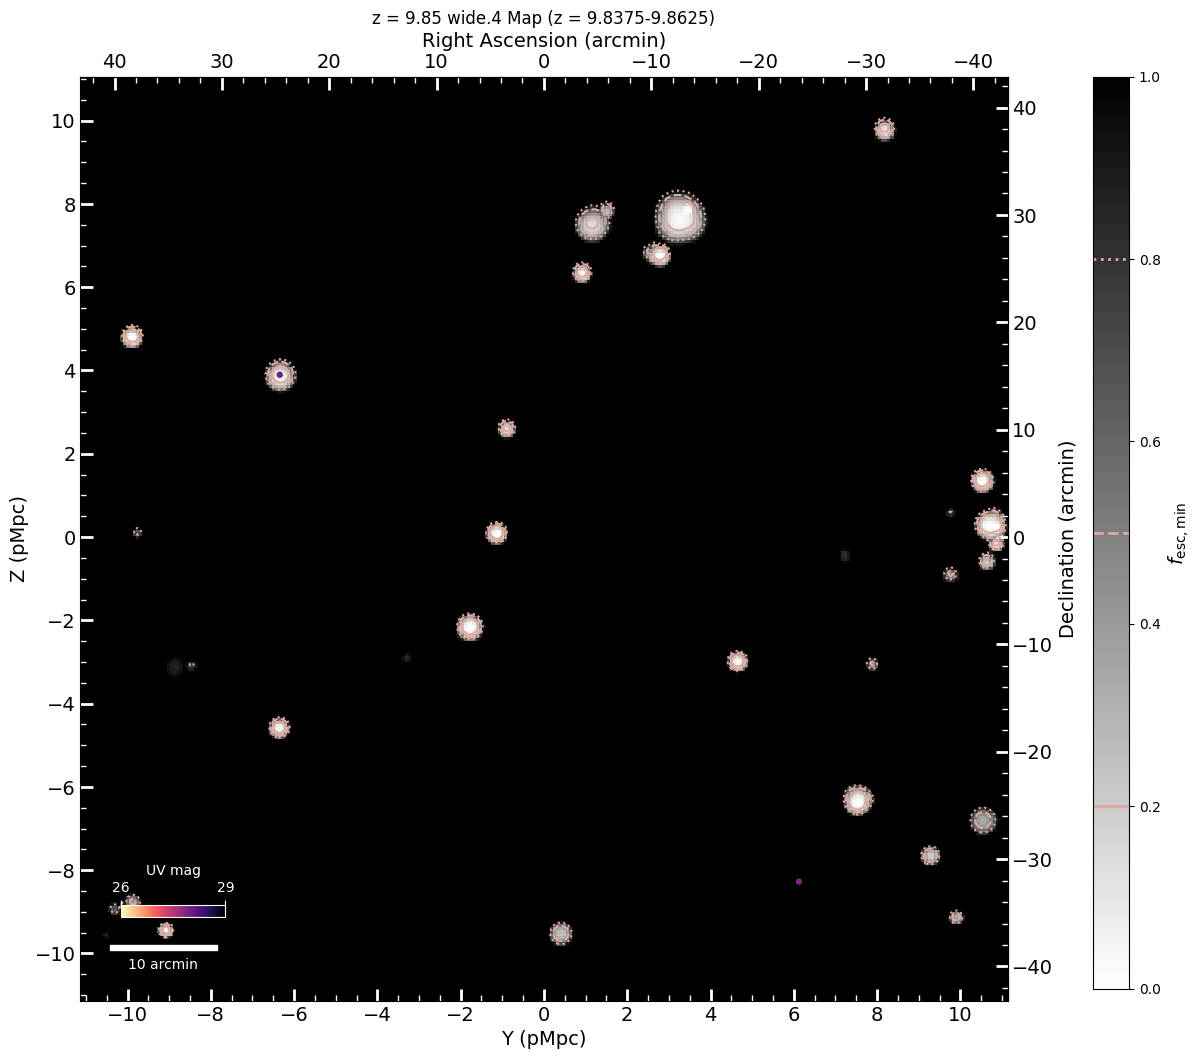 z = 9.85 wide.4 Map (z = 9.8375-9.8625)
Right Ascension (arcmin)
40 30 20 10 0 −10 −20 −30 −40
10
8
6
4
2
0
−2
−4
−6
−8
−10
Z (pMpc)
UV mag
26 29
10 arcmin
−10 −8 −6 −4 −2 0 2 4 6 8 10
Y (pMpc)
40
30
20
10
0
−10
−20
−30
−40
Declination (arcmin)
1.0
0.8
0.6
0.4
0.2
0.0
fesc,min